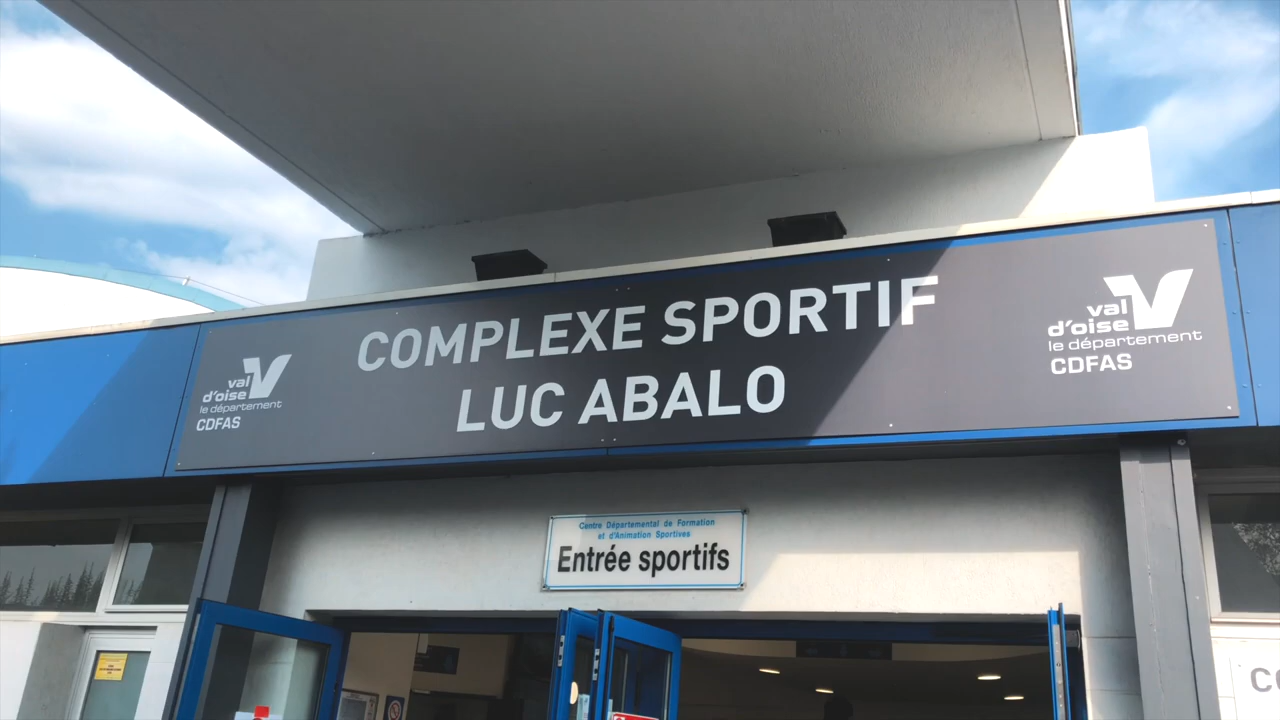 COMPLEXE SPORTIF
LUC ABALO
val
d'oise
le département
CDFAS
val
d'oise
le département
CDFAS
Centre Départemental de Formation
et d'Animation Sportives
Entrée sportifs